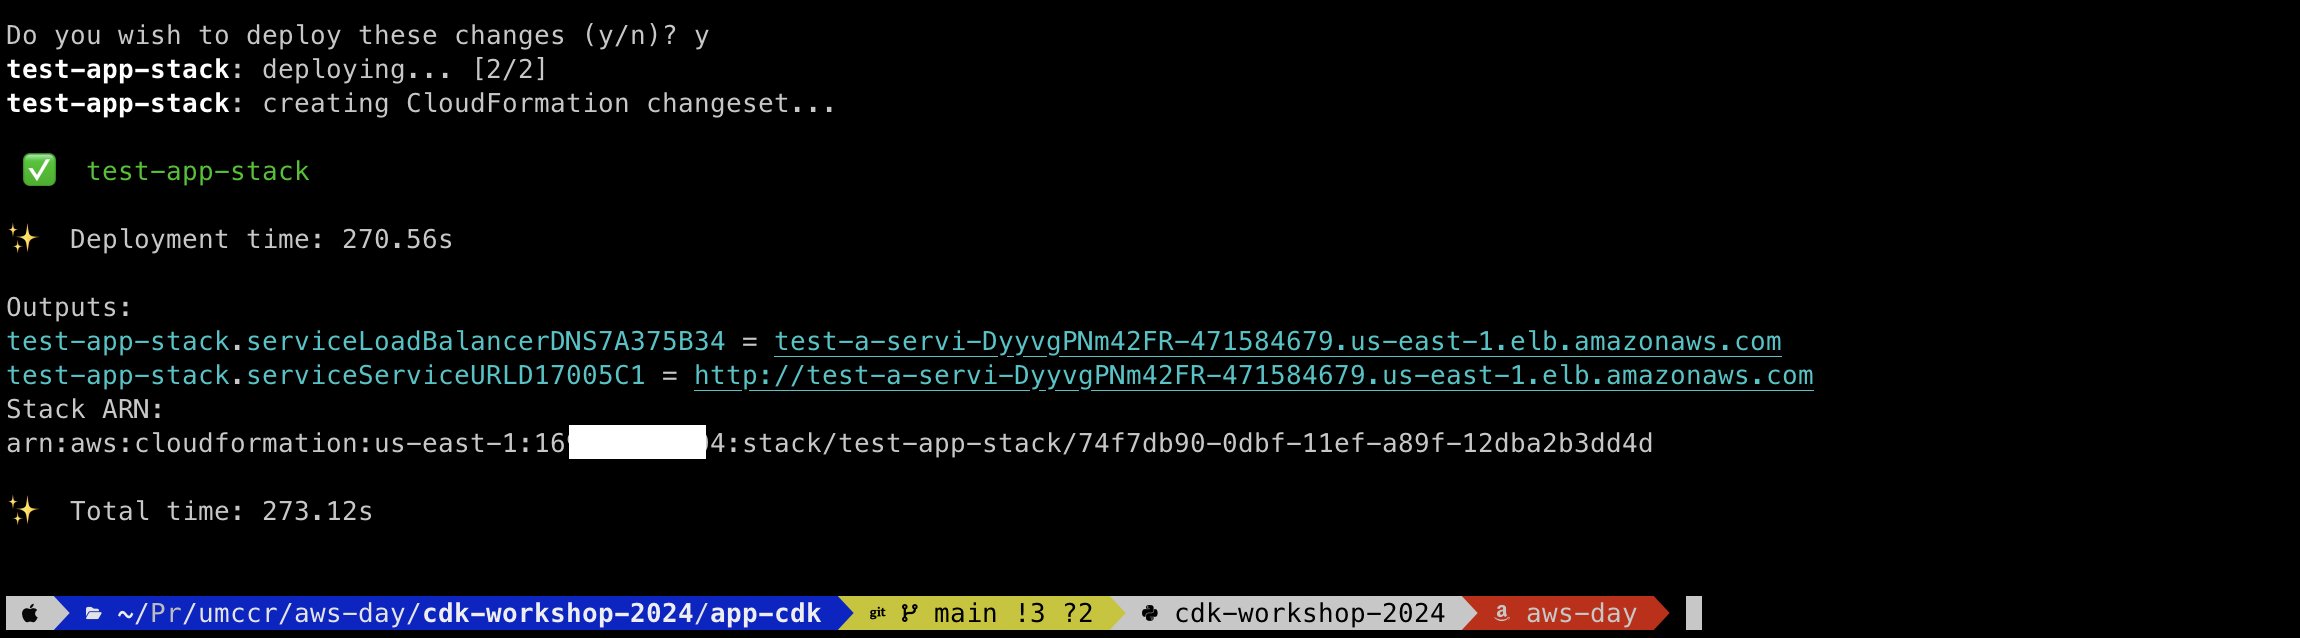 Do you wish to deploy these changes (y/n)? y
test-app-stack: deploying... [2/2]
test-app-stack: creating CloudFormation changeset...
✅ test-app-stack
✨ Deployment time: 270.56s
Outputs:
test-app-stack.serviceLoadBalancerDNS7A375B34 = test-a-servi-DyyvgPNm42FR-471584679.us-east-1.elb.amazonaws.com
test-app-stack.serviceServiceURLD17005C1 = http://test-a-servi-DyyvgPNm42FR-471584679.us-east-1.elb.amazonaws.com
Stack ARN:
arn:aws:cloudformation:us-east-1:16 4:stack/test-app-stack/74f7db90-0dbf-11ef-a89f-12dba2b3dd4d
✨ Total time: 273.12s
~/Pr/umccr/aws-day/cdk-workshop-2024/app-cdk git main !3 ?2 cdk-workshop-2024 aws-day